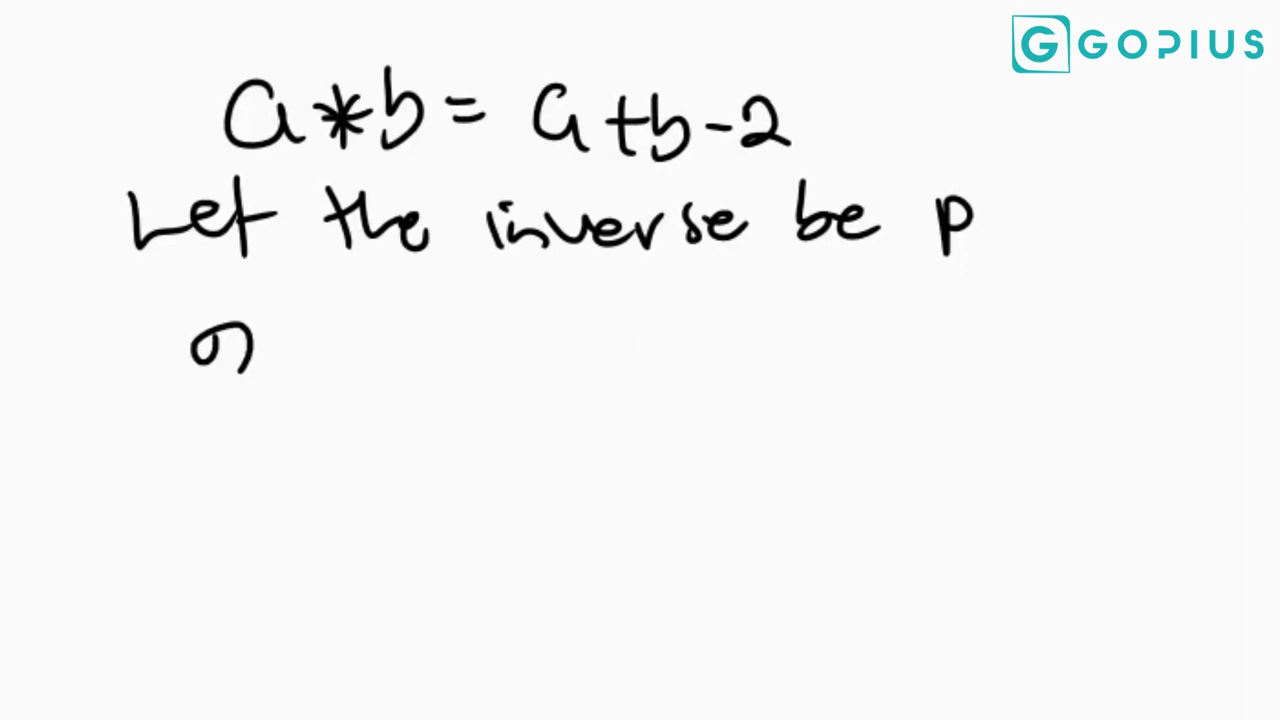 GOPIUS
a*b = a+b-2
Let the inverse be p